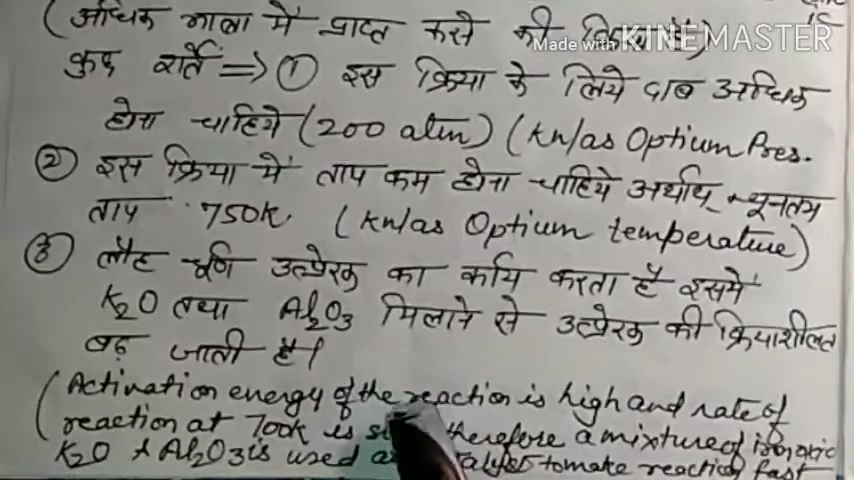 (अधिक मात्रा में प्राप्त करने की
Made with KINEMASTER
कुछ शर्तें => ① इस क्रिया के लिये दाब अधिक
होना चाहिये (200 atm) (Kn/as Optium Pres.
② इस क्रिया में ताप कम होना चाहिये अर्थात् न्यूनतम
ताप 750K (Kn/as Optium temperature)
③ लौह चूर्ण उत्प्रेरक का कार्य करता है इसमें
K₂O तथा Al₂O₃ मिलाने से उत्प्रेरक की क्रियाशीलता
बढ़ जाती है।
(Activation energy of the reaction is high and rate of
reaction at 700K is therefore a mixture of iron
K₂O + Al₂O₃ is used to make reaction fast